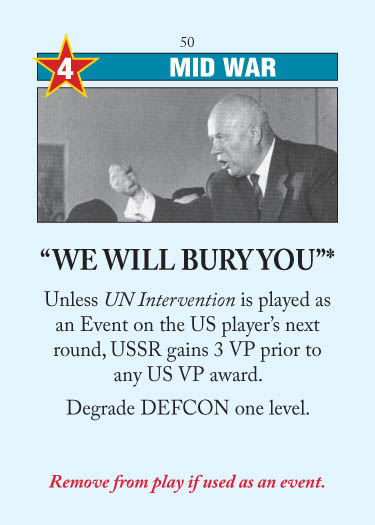 50
4
MID WAR
“WE WILL BURY YOU”*
Unless UN Intervention is played as
an Event on the US player’s next
round, USSR gains 3 VP prior to
any US VP award.
Degrade DEFCON one level.
Remove from play if used as an event.